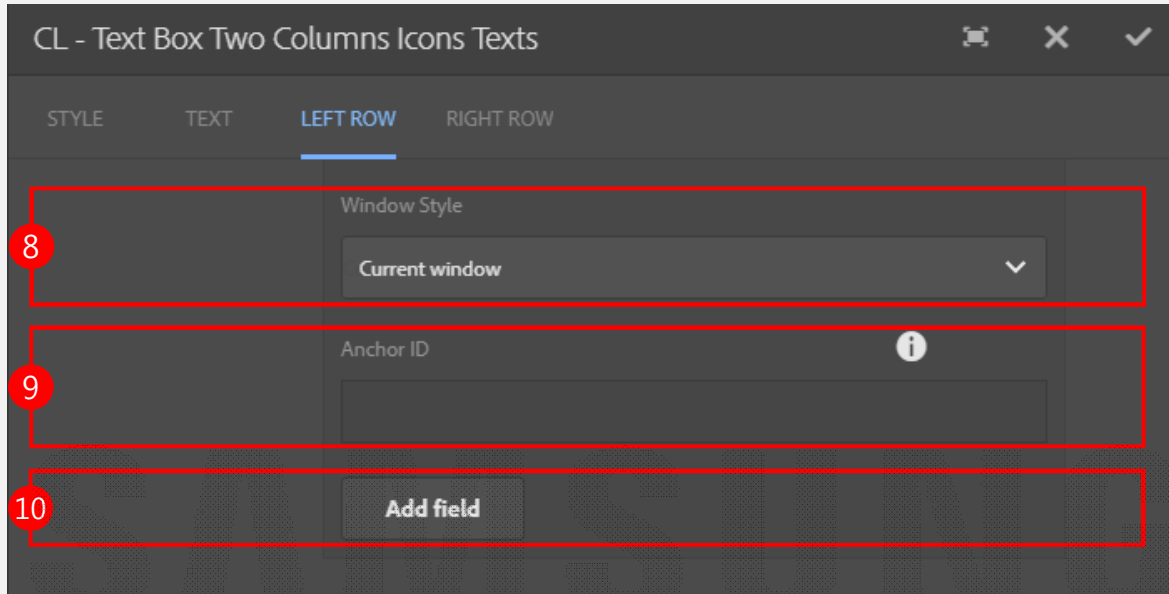 CL - Text Box Two Columns Icons Texts
STYLE TEXT LEFT ROW RIGHT ROW
Window Style
8
Current window
Anchor ID
9
10
Add field
SAMSUNG